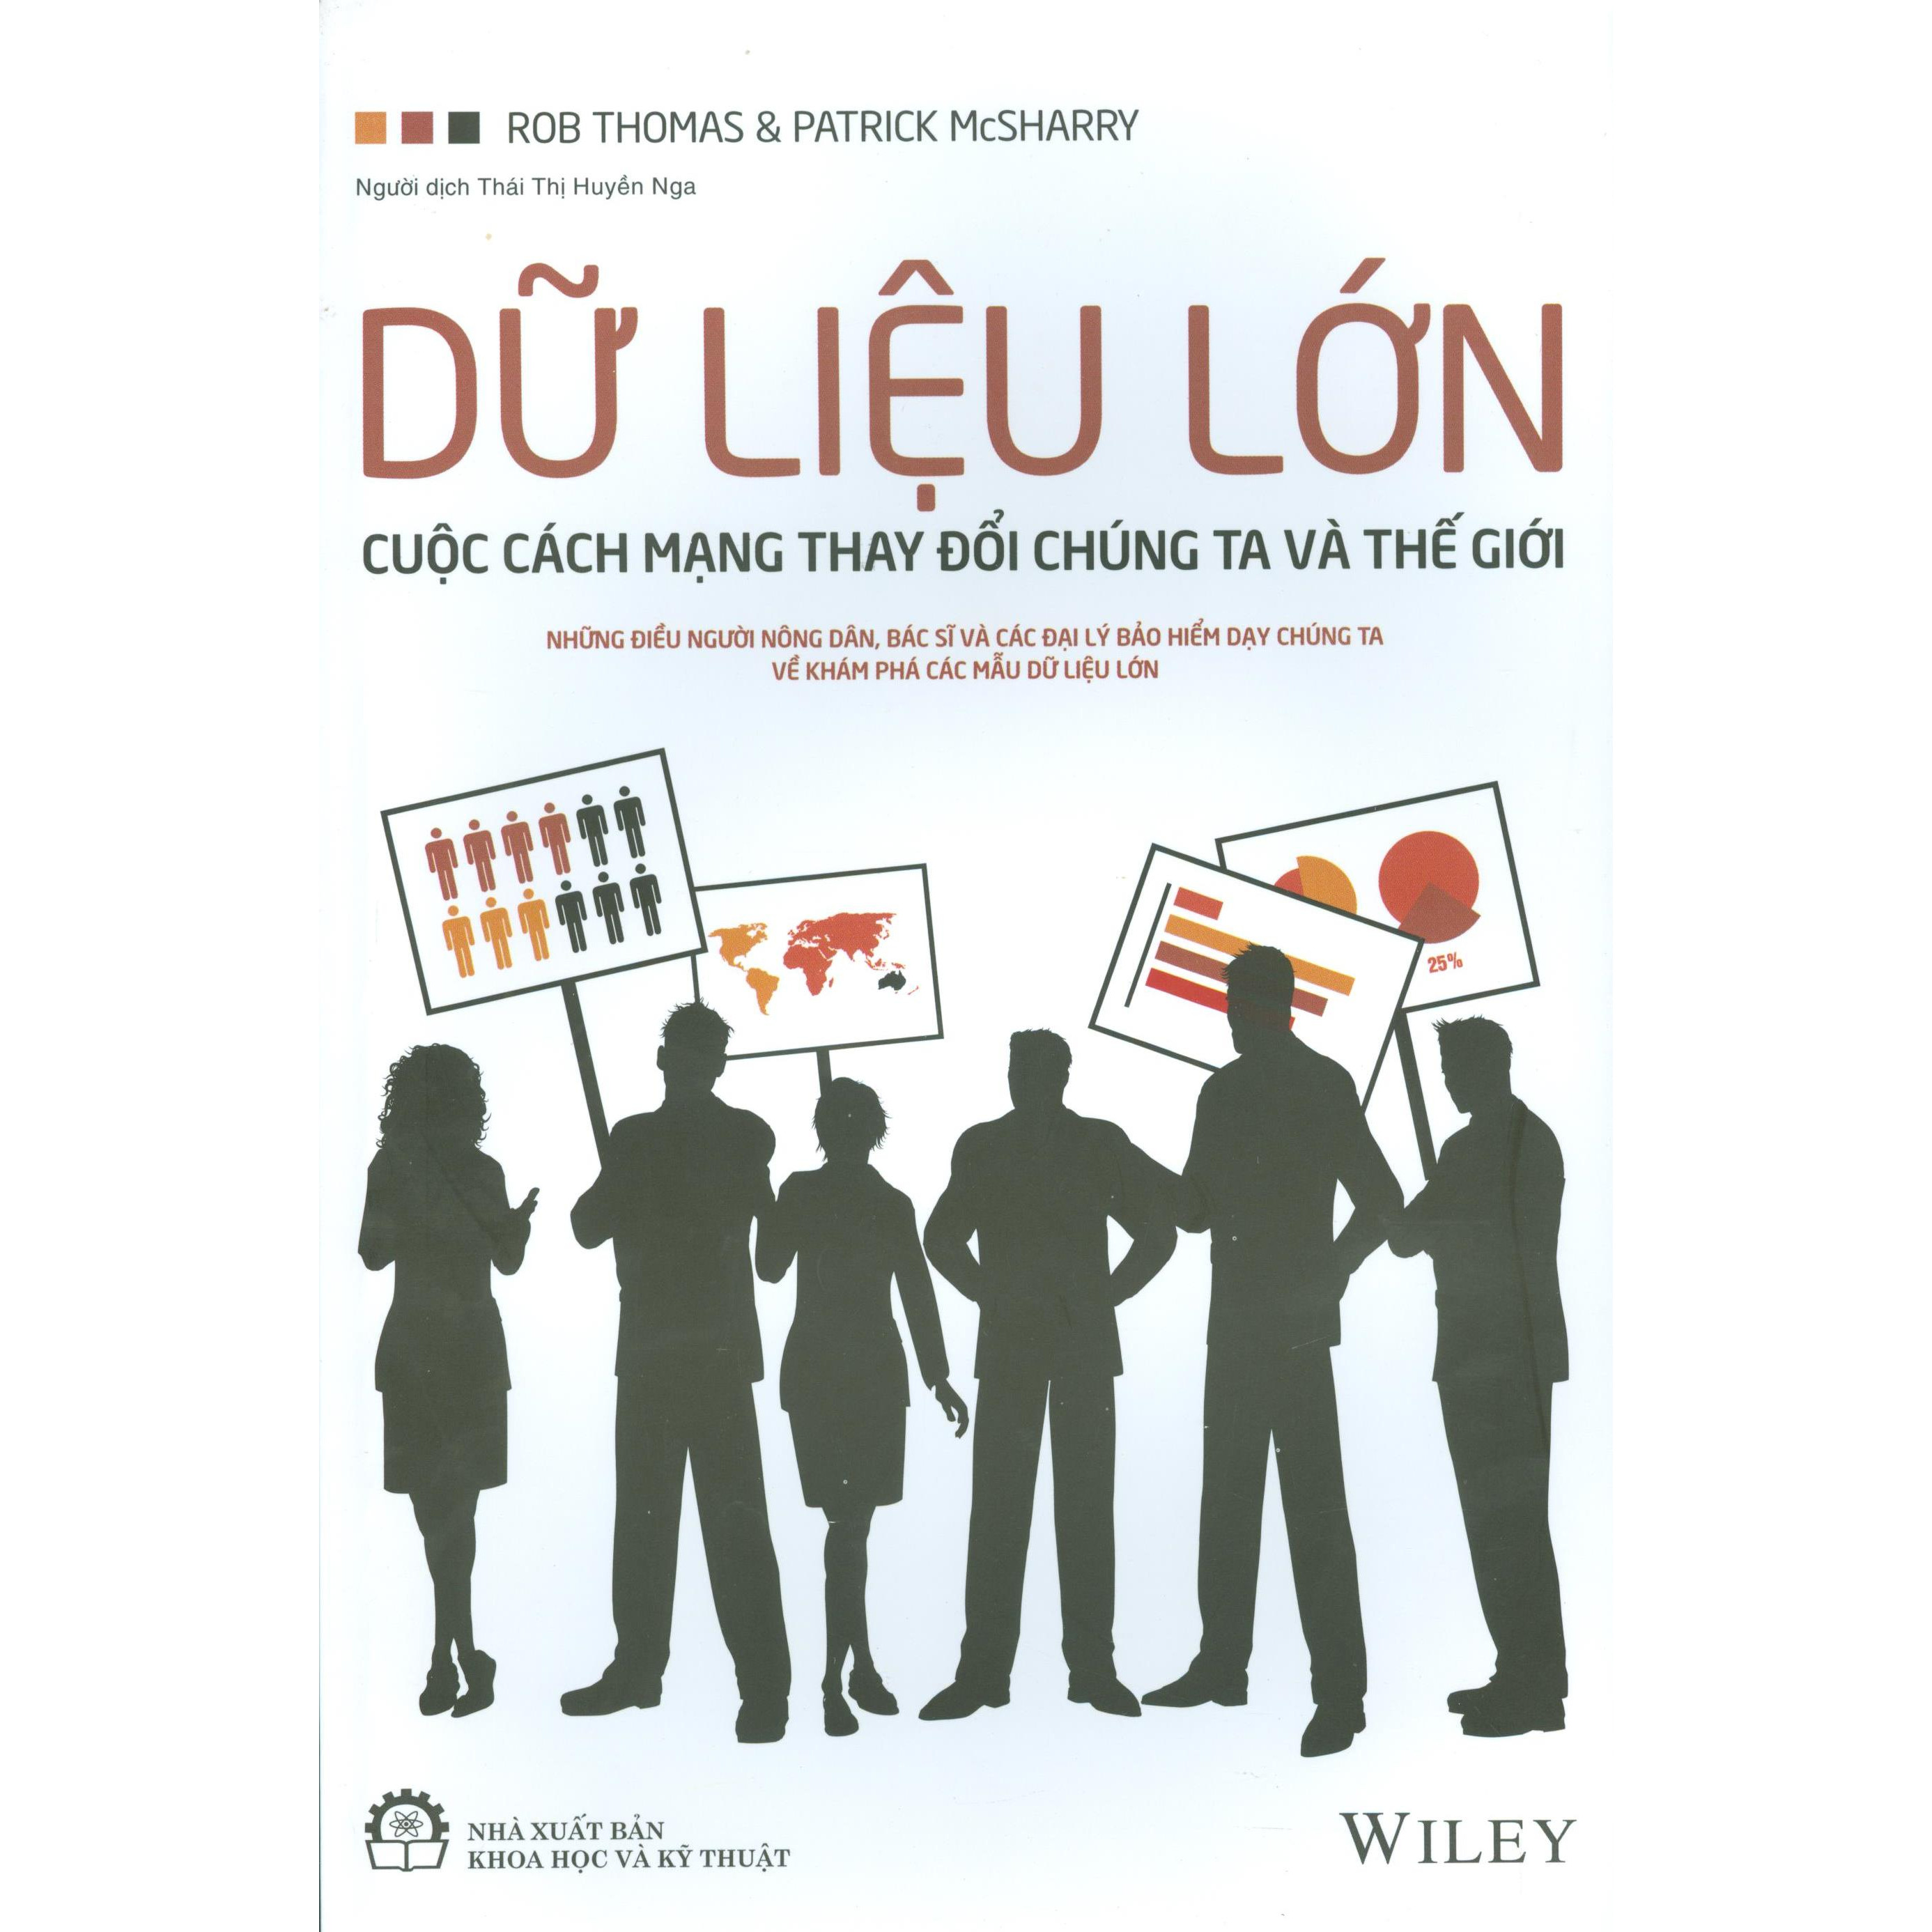 ROB THOMAS & PATRICK McSHARRY
Người dịch Thái Thị Huyền Nga
DỮ LIỆU LỚN
CUỘC CÁCH MẠNG THAY ĐỔI CHÚNG TA VÀ THẾ GIỚI
NHỮNG ĐIỀU NGƯỜI NÔNG DÂN, BÁC SĨ VÀ CÁC ĐẠI LÝ BẢO HIỂM DẠY CHÚNG TA
VỀ KHÁM PHÁ CÁC MẪU DỮ LIỆU LỚN
25%
NHÀ XUẤT BẢN
KHOA HỌC VÀ KỸ THUẬT
WILEY